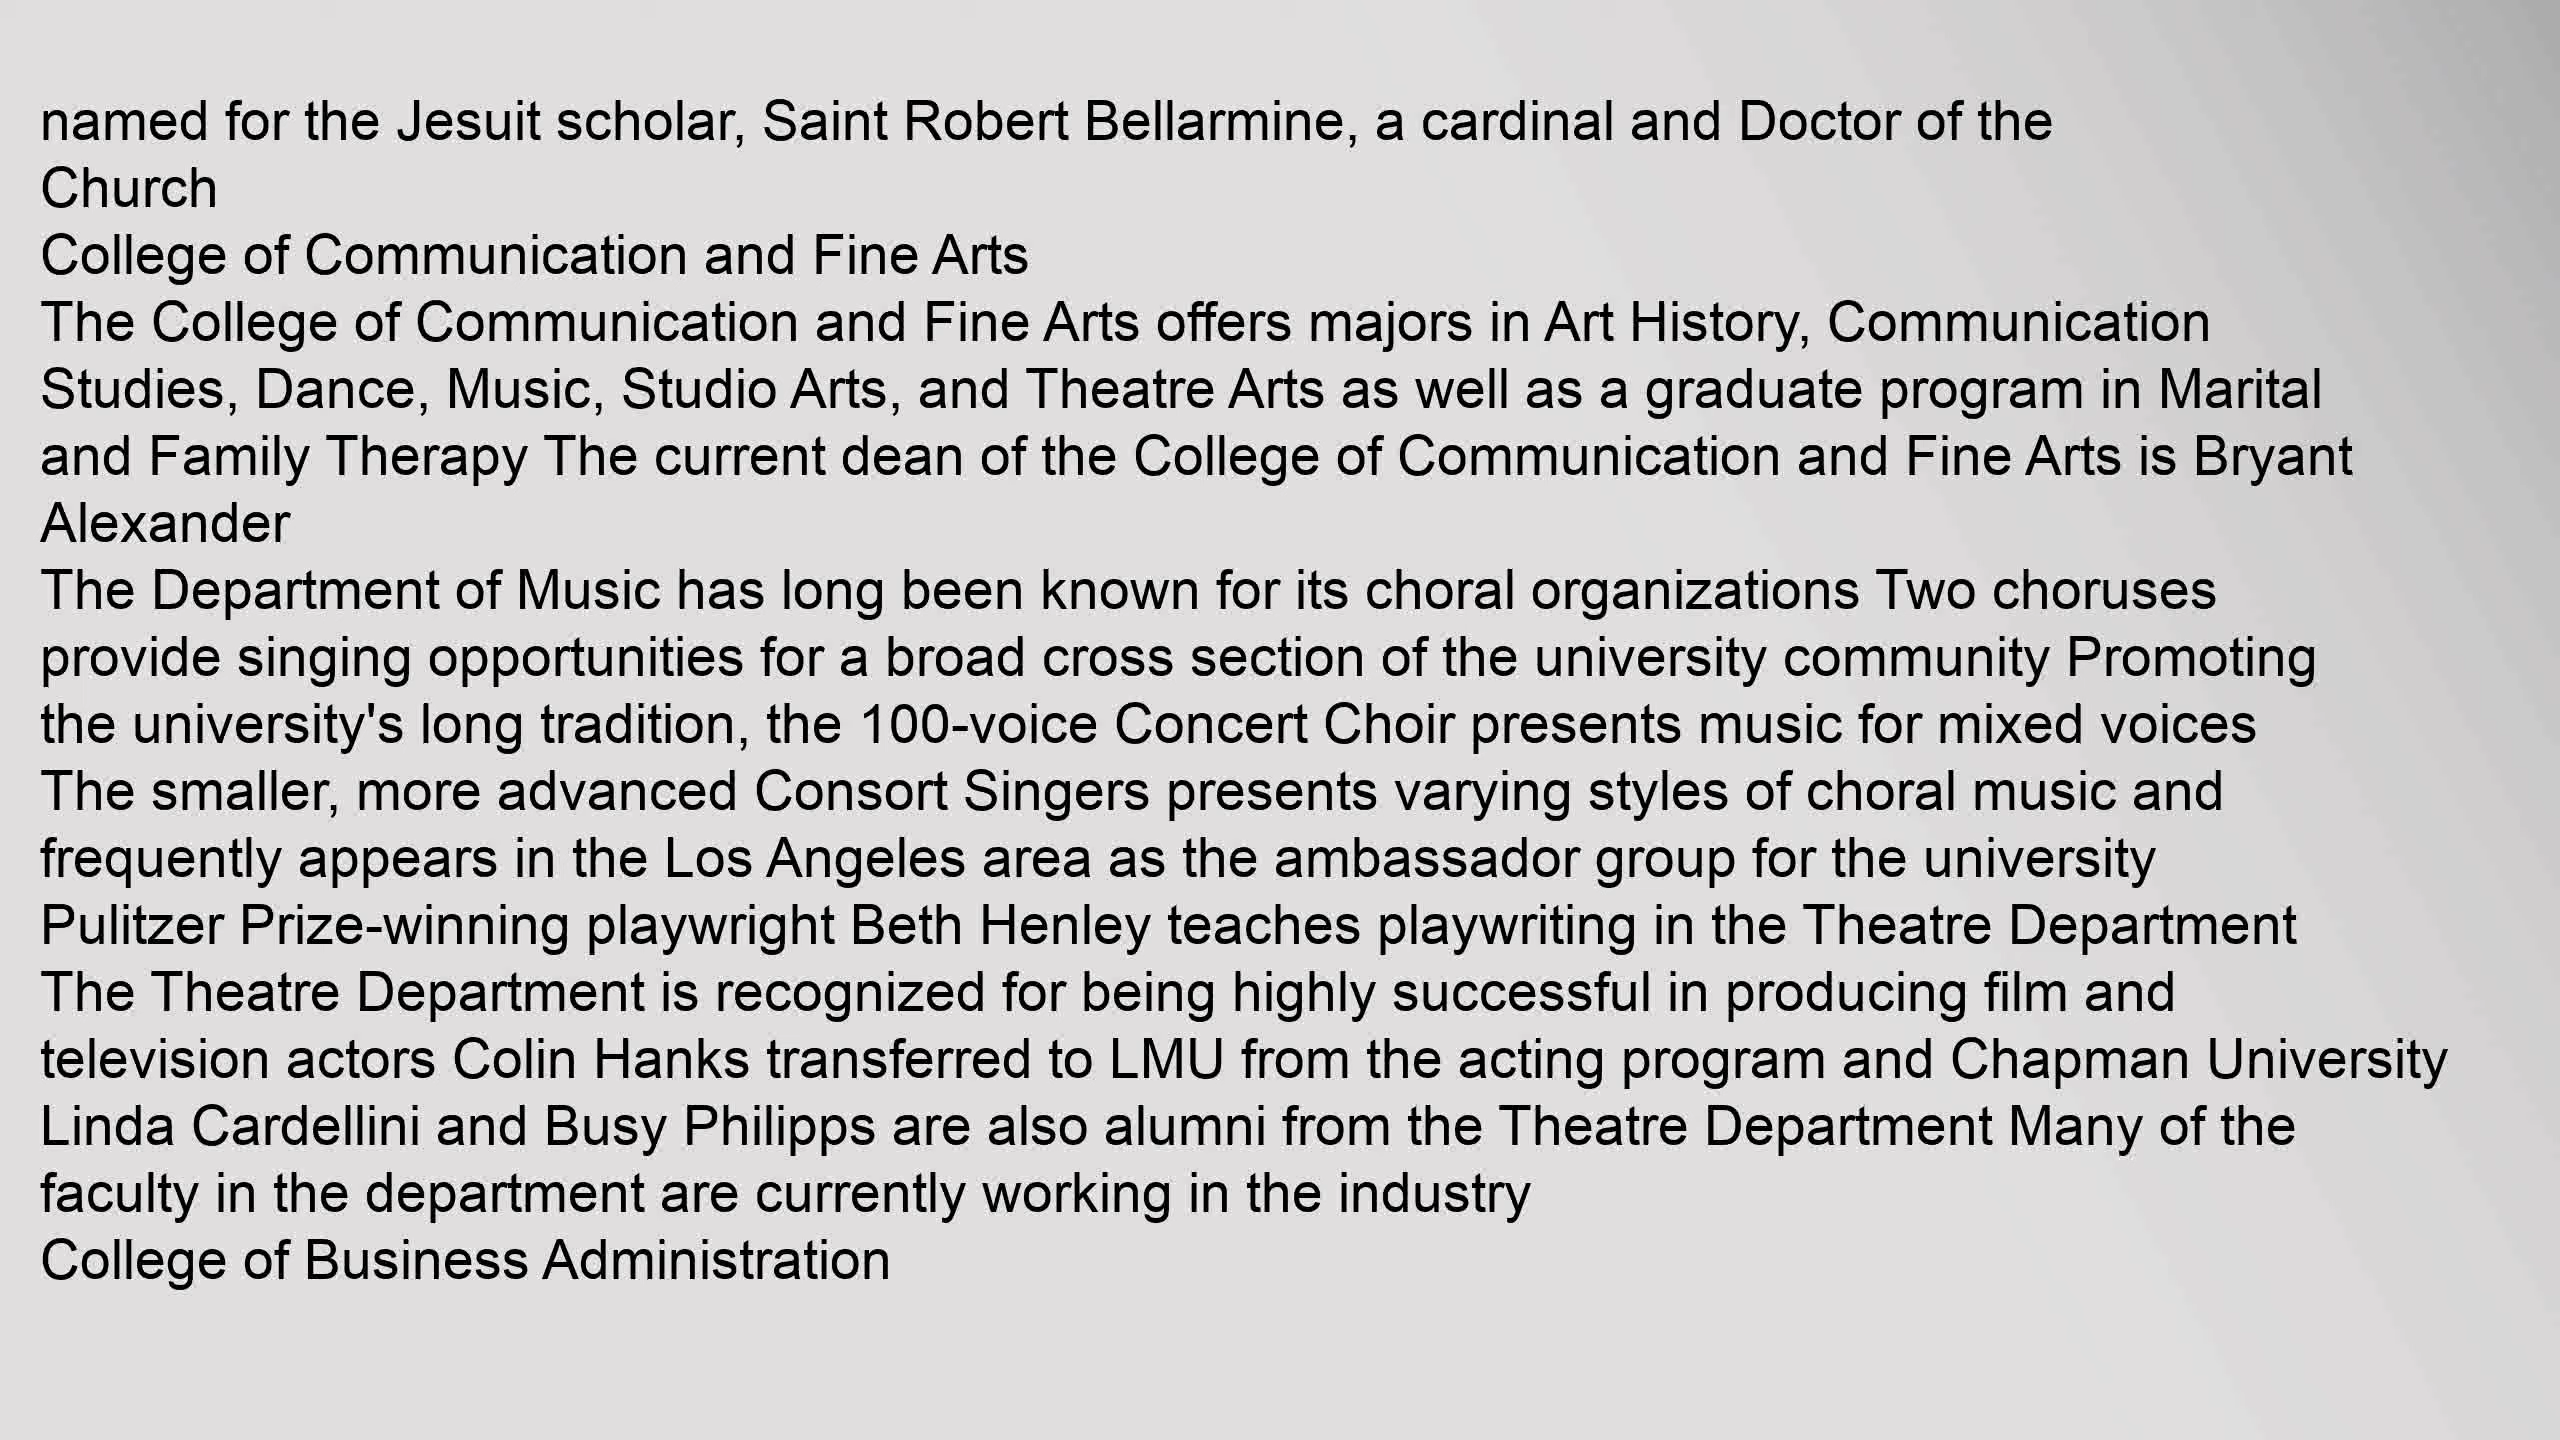 named for the Jesuit scholar, Saint Robert Bellarmine, a cardinal and Doctor of the
Church
College of Communication and Fine Arts
The College of Communication and Fine Arts offers majors in Art History, Communication
Studies, Dance, Music, Studio Arts, and Theatre Arts as well as a graduate program in Marital
and Family Therapy The current dean of the College of Communication and Fine Arts is Bryant
Alexander
The Department of Music has long been known for its choral organizations Two choruses
provide singing opportunities for a broad cross section of the university community Promoting
the university's long tradition, the 100-voice Concert Choir presents music for mixed voices
The smaller, more advanced Consort Singers presents varying styles of choral music and
frequently appears in the Los Angeles area as the ambassador group for the university
Pulitzer Prize-winning playwright Beth Henley teaches playwriting in the Theatre Department
The Theatre Department is recognized for being highly successful in producing film and
television actors Colin Hanks transferred to LMU from the acting program and Chapman University
Linda Cardellini and Busy Philipps are also alumni from the Theatre Department Many of the
faculty in the department are currently working in the industry
College of Business Administration